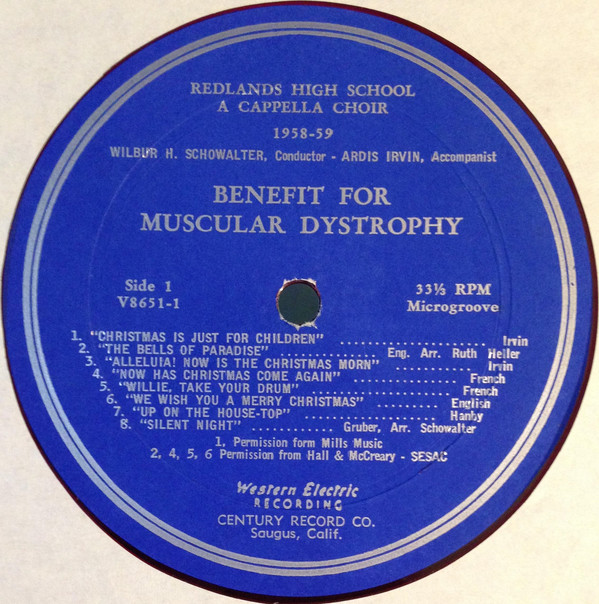 REDLANDS HIGH SCHOOL
A CAPPELLA CHOIR
1958-59
WILBUR H. SCHOWALTER, Conductor - ARDIS IRVIN, Accompanist
BENEFIT FOR
MUSCULAR DYSTROPHY
Side 1 33⅓ RPM
V8651-1 Microgroove
1. "CHRISTMAS IS JUST FOR CHILDREN" .................... Irvin
2. "THE BELLS OF PARADISE" .............. Eng. Arr. Ruth Heller
3. "ALLELUIA! NOW IS THE CHRISTMAS MORN" ........... Irvin
4. "NOW HAS CHRISTMAS COME AGAIN" .............. French
5. "WILLIE, TAKE YOUR DRUM" .................. French
6. "WE WISH YOU A MERRY CHRISTMAS" ......... English
7. "UP ON THE HOUSE-TOP" .................. Hanby
8. "SILENT NIGHT" ............ Gruber, Arr. Schowalter
1, Permission form Mills Music
2, 4, 5, 6 Permission from Hall & McCreary - SESAC
Western Electric
RECORDING
CENTURY RECORD CO.
Saugus, Calif.